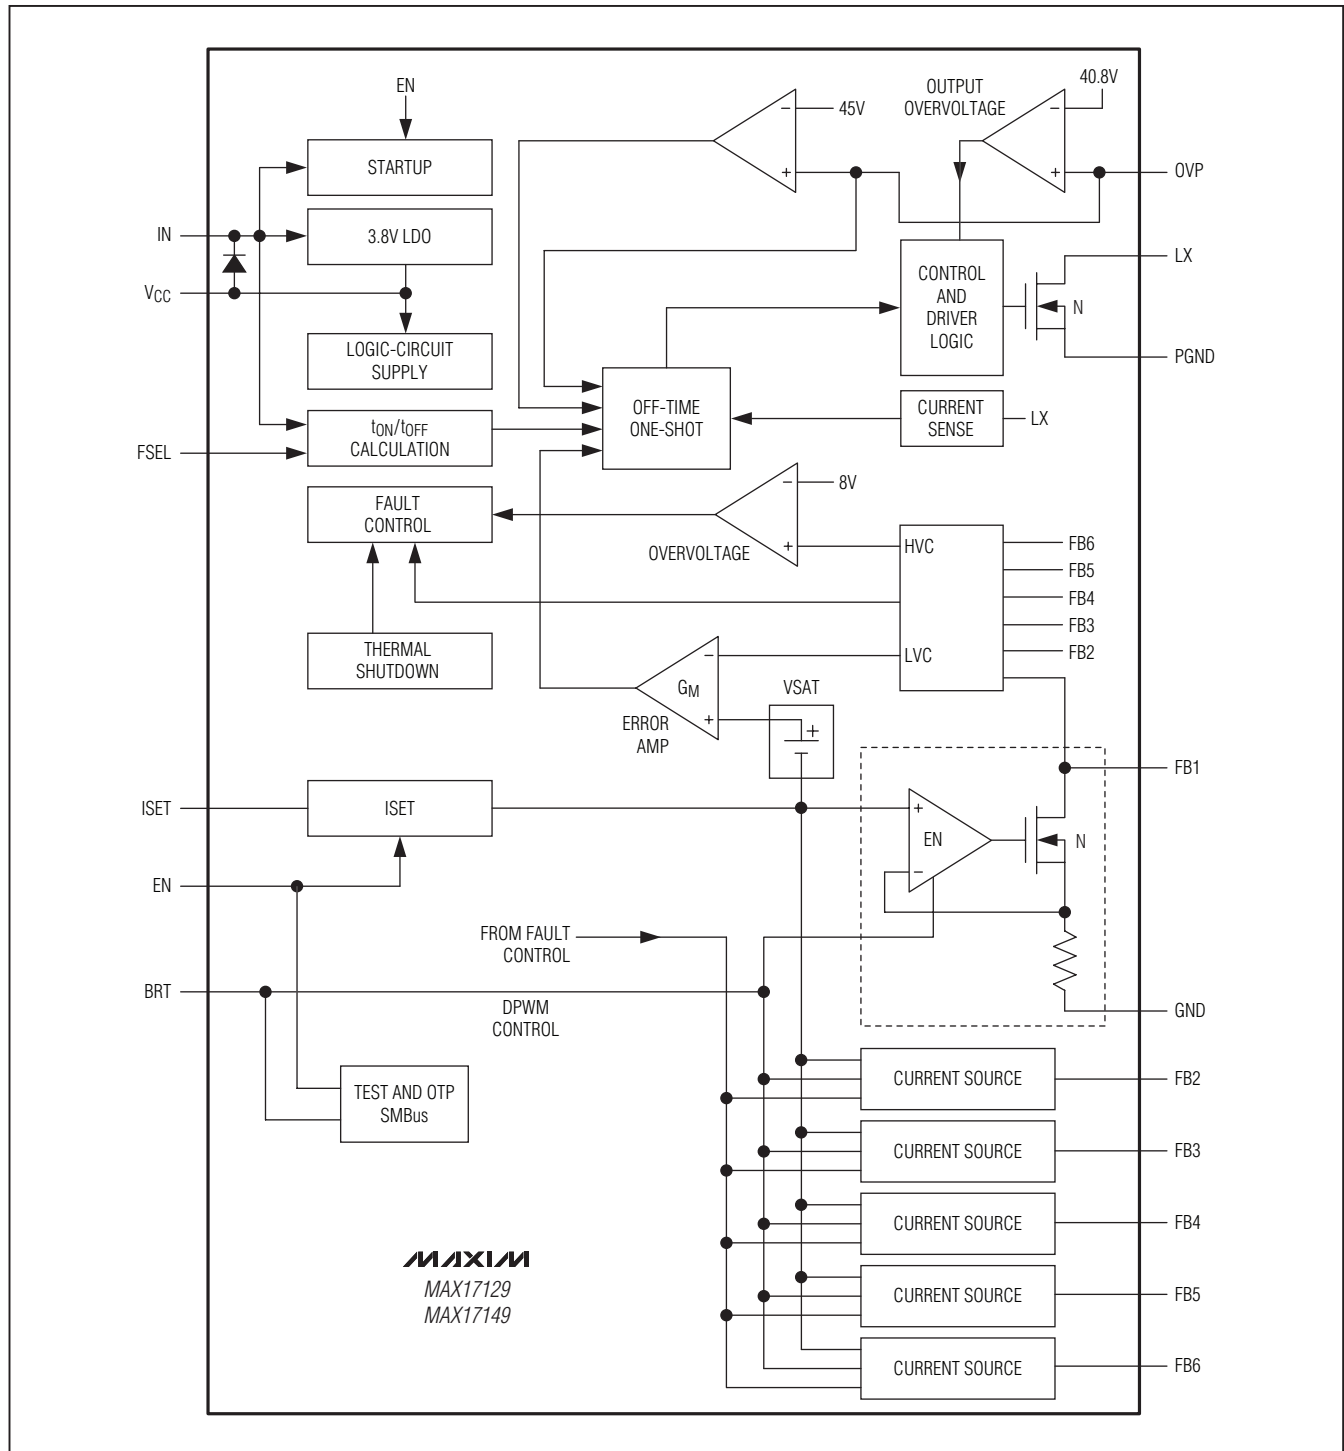 EN
STARTUP
IN
3.8V LDO
VCC
LOGIC-CIRCUIT
SUPPLY
tON/tOFF
CALCULATION
FSEL
FAULT
CONTROL
THERMAL
SHUTDOWN
45V
OUTPUT
OVERVOLTAGE
40.8V
OVP
CONTROL
AND
DRIVER
LOGIC
LX
N
PGND
OFF-TIME
ONE-SHOT
CURRENT
SENSE
LX
8V
OVERVOLTAGE
HVC
LVC
FB6
FB5
FB4
FB3
FB2
GM
ERROR
AMP
VSAT
FB1
ISET
ISET
EN
N
EN
FROM FAULT
CONTROL
BRT
DPWM
CONTROL
GND
TEST AND OTP
SMBus
CURRENT SOURCE
FB2
CURRENT SOURCE
FB3
CURRENT SOURCE
FB4
CURRENT SOURCE
FB5
CURRENT SOURCE
FB6
MAXIM
MAX17129
MAX17149